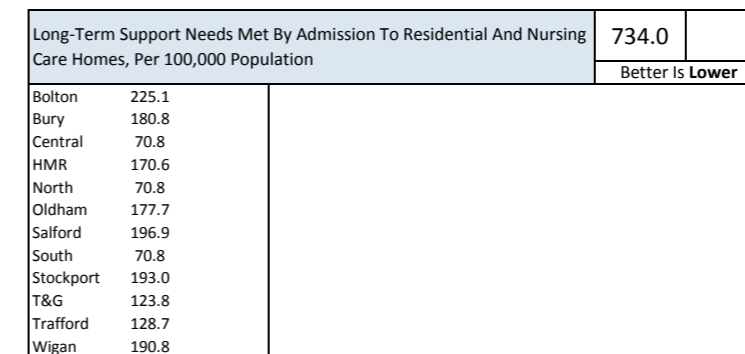 Long-Term Support Needs Met By Admission To Residential And Nursing
Care Homes, Per 100,000 Population
734.0
Better Is Lower
Bolton 225.1
Bury 180.8
Central 70.8
HMR 170.6
North 70.8
Oldham 177.7
Salford 196.9
South 70.8
Stockport 193.0
T&G 123.8
Trafford 128.7
Wigan 190.8